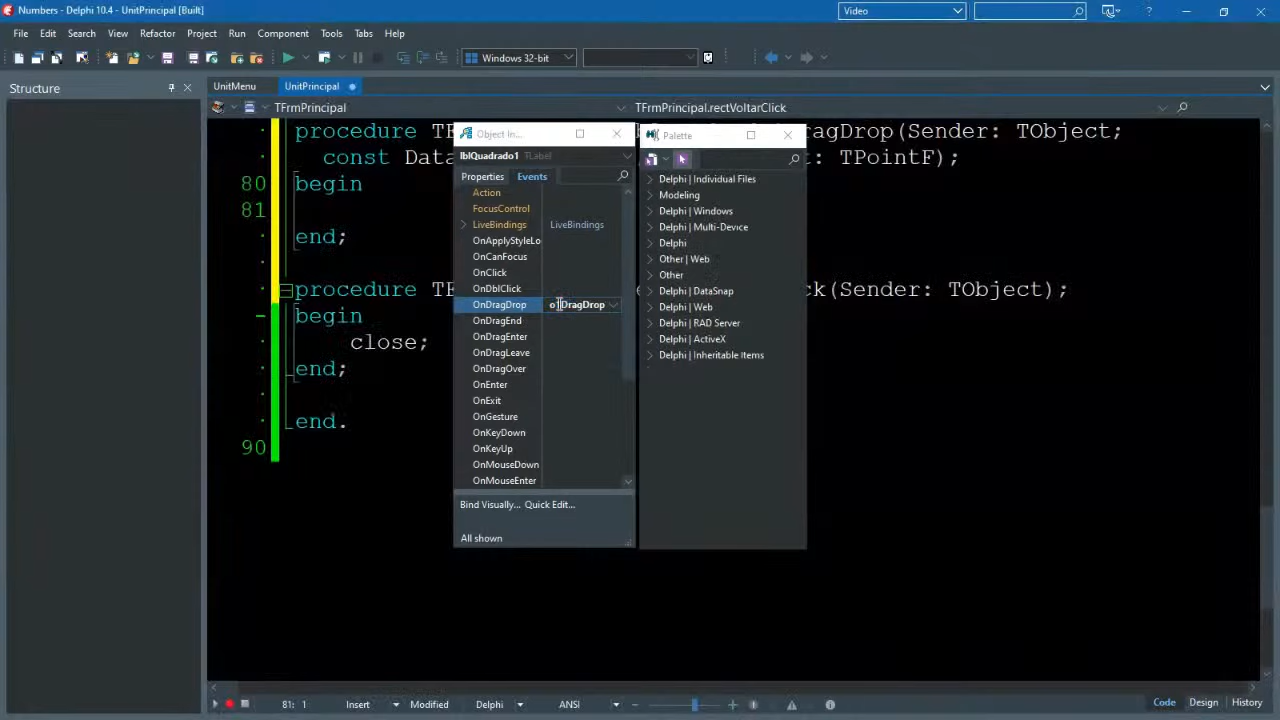 Numbers - Delphi 10.4 - UnitPrincipal [Built]
Video
File Edit Search View Refactor Project Run Component Tools Tabs Help
Windows 32-bit
Structure
UnitMenu UnitPrincipal
TFrmPrincipal TFrmPrincipal.rectVoltarClick
procedure ragDrop(Sender: TObject;
const Data : TPointF);
80 begin
81
end;
procedure ck(Sender: TObject);
begin
close;
end;
end.
90
Object In...
lblQuadrado1 TLabel
Properties Events
Action
FocusControl
LiveBindings LiveBindings
OnApplyStyleLo
OnCanFocus
OnClick
OnDblClick
OnDragDrop o1DragDrop
OnDragEnd
OnDragEnter
OnDragLeave
OnDragOver
OnEnter
OnExit
OnGesture
OnKeyDown
OnKeyUp
OnMouseDown
OnMouseEnter
Bind Visually... Quick Edit...
All shown
Palette
Delphi | Individual Files
Modeling
Delphi | Windows
Delphi | Multi-Device
Delphi
Other | Web
Other
Delphi | DataSnap
Delphi | Web
Delphi | RAD Server
Delphi | ActiveX
Delphi | Inheritable Items
81: 1 Insert Modified Delphi ANSI Code Design History